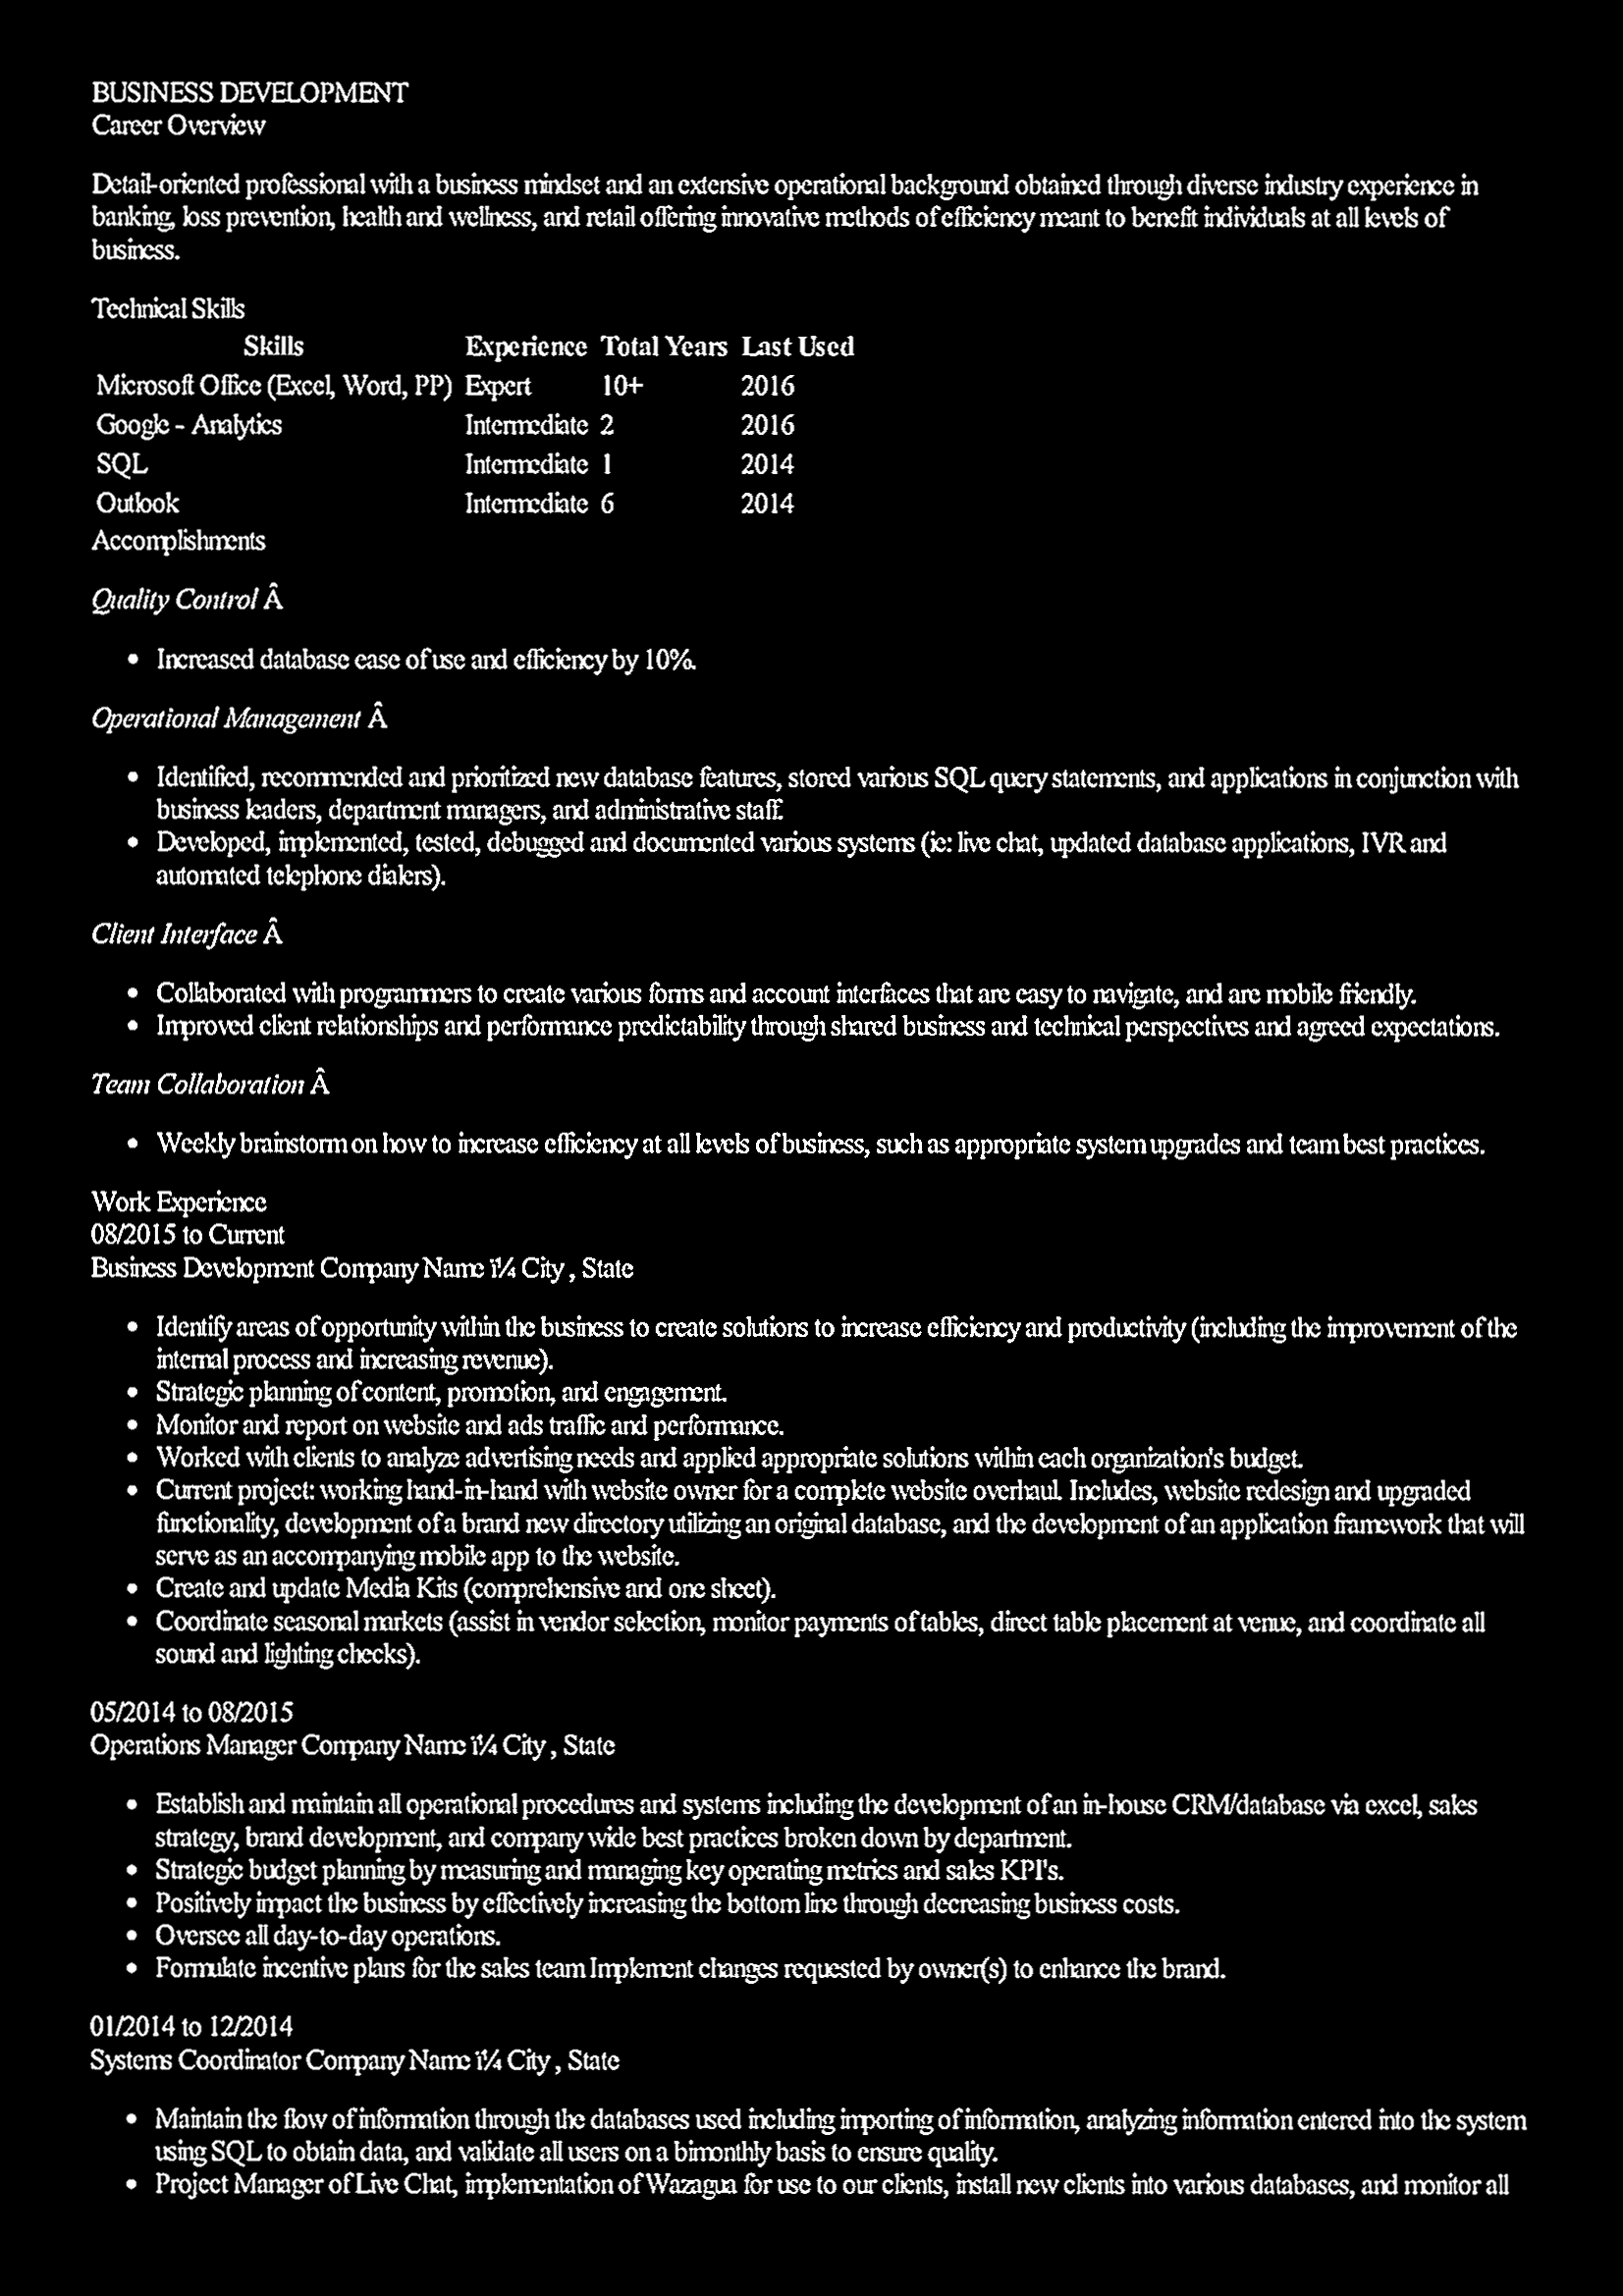 BUSINESS DEVELOPMENT
Career Overview
Detail-oriented professional with a business mindset and an extensive operational background obtained through diverse industry experience in
banking, loss prevention, health and wellness, and retail offering innovative methods of efficiency meant to benefit individuals at all levels of
business.
Technical Skills
Skills Experience Total Years Last Used
Microsoft Office (Excel, Word, PP) Expert 10+ 2016
Google - Analytics Intermediate 2 2016
SQL Intermediate 1 2014
Outlook Intermediate 6 2014
Accomplishments
Quality Control Â
• Increased database ease of use and efficiency by 10%.
Operational Management Â
• Identified, recommended and prioritized new database features, stored various SQL query statements, and applications in conjunction with
business leaders, department managers, and administrative staff.
• Developed, implemented, tested, debugged and documented various systems (ie: live chat, updated database applications, IVR and
automated telephone dialers).
Client Interface Â
• Collaborated with programmers to create various forms and account interfaces that are easy to navigate, and are mobile friendly.
• Improved client relationships and performance predictability through shared business and technical perspectives and agreed expectations.
Team Collaboration Â
• Weekly brainstorm on how to increase efficiency at all levels of business, such as appropriate system upgrades and team best practices.
Work Experience
08/2015 to Current
Business Development Company Name ï¼ City , State
• Identify areas of opportunity within the business to create solutions to increase efficiency and productivity (including the improvement of the
internal process and increasing revenue).
• Strategic planning of content, promotion, and engagement.
• Monitor and report on website and ads traffic and performance.
• Worked with clients to analyze advertising needs and applied appropriate solutions within each organization's budget.
• Current project: working hand-in-hand with website owner for a complete website overhaul. Includes, website redesign and upgraded
functionality, development of a brand new directory utilizing an original database, and the development of an application framework that will
serve as an accompanying mobile app to the website.
• Create and update Media Kits (comprehensive and one sheet).
• Coordinate seasonal markets (assist in vendor selection, monitor payments of tables, direct table placement at venue, and coordinate all
sound and lighting checks).
05/2014 to 08/2015
Operations Manager Company Name ï¼ City , State
• Establish and maintain all operational procedures and systems including the development of an in-house CRM/database via excel, sales
strategy, brand development, and company wide best practices broken down by department.
• Strategic budget planning by measuring and managing key operating metrics and sales KPI's.
• Positively impact the business by effectively increasing the bottom line through decreasing business costs.
• Oversee all day-to-day operations.
• Formulate incentive plans for the sales team Implement changes requested by owner(s) to enhance the brand.
01/2014 to 12/2014
Systems Coordinator Company Name ï¼ City , State
• Maintain the flow of information through the databases used including importing of information, analyzing information entered into the system
using SQL to obtain data, and validate all users on a bimonthly basis to ensure quality.
• Project Manager of Live Chat, implementation of Wazagua for use to our clients, install new clients into various databases, and monitor all